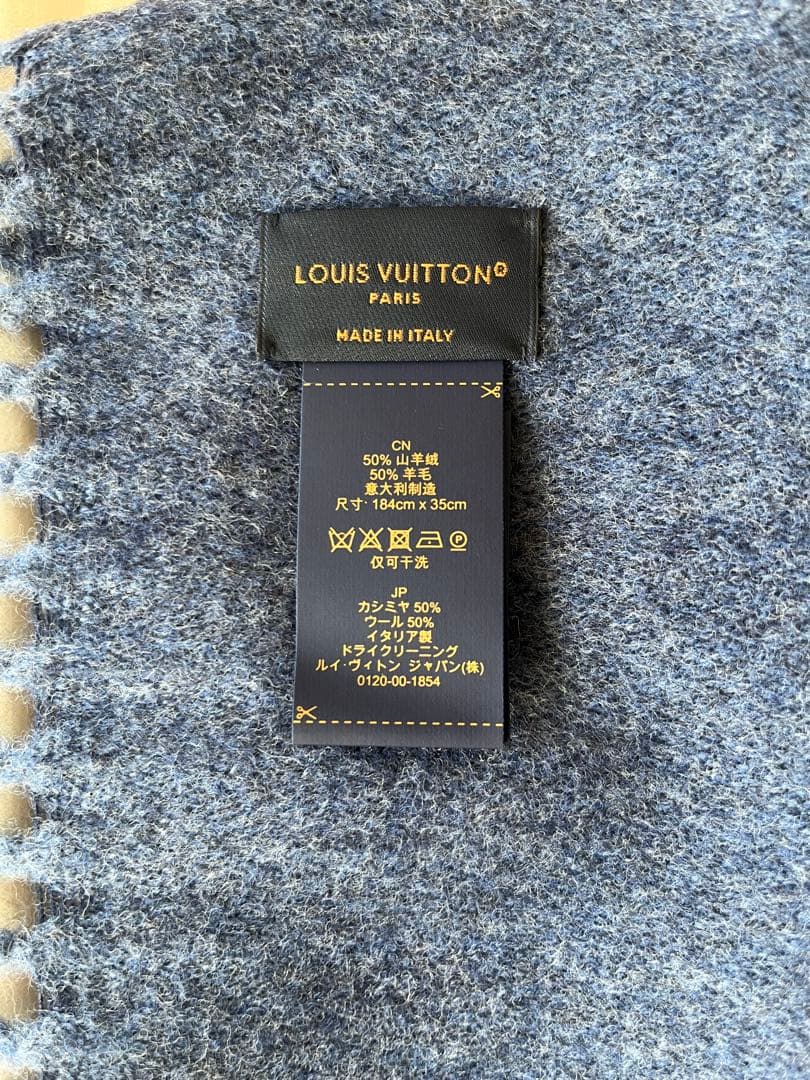 LOUIS VUITTON®
PARIS
MADE IN ITALY
CN
50% 山羊绒
50% 羊毛
意大利制造
尺寸: 184cm x 35cm
P
仅可干洗
JP
カシミヤ 50%
ウール 50%
イタリア製
ドライクリーニング
ルイ·ヴィトン ジャパン(株)
0120-00-1854